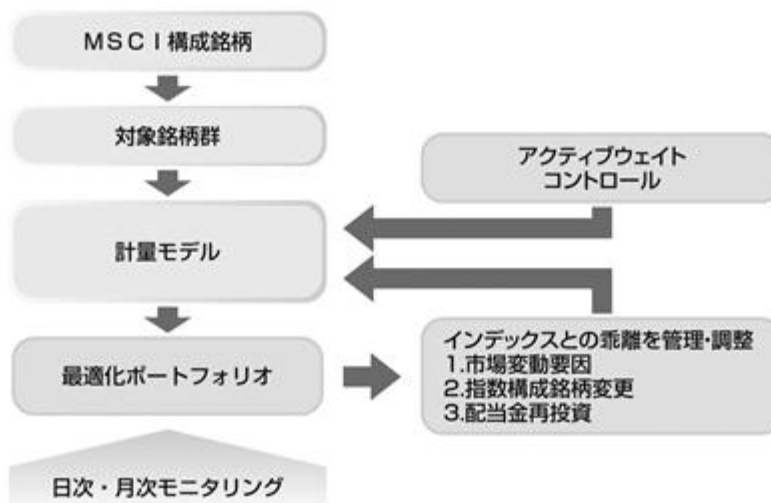 MSCI構成銘柄
対象銘柄群
アクティブウェイト
コントロール
計量モデル
最適化ポートフォリオ
インデックスとの乖離を管理・調整
1.市場変動要因
2.指数構成銘柄変更
3.配当金再投資
日次・月次モニタリング